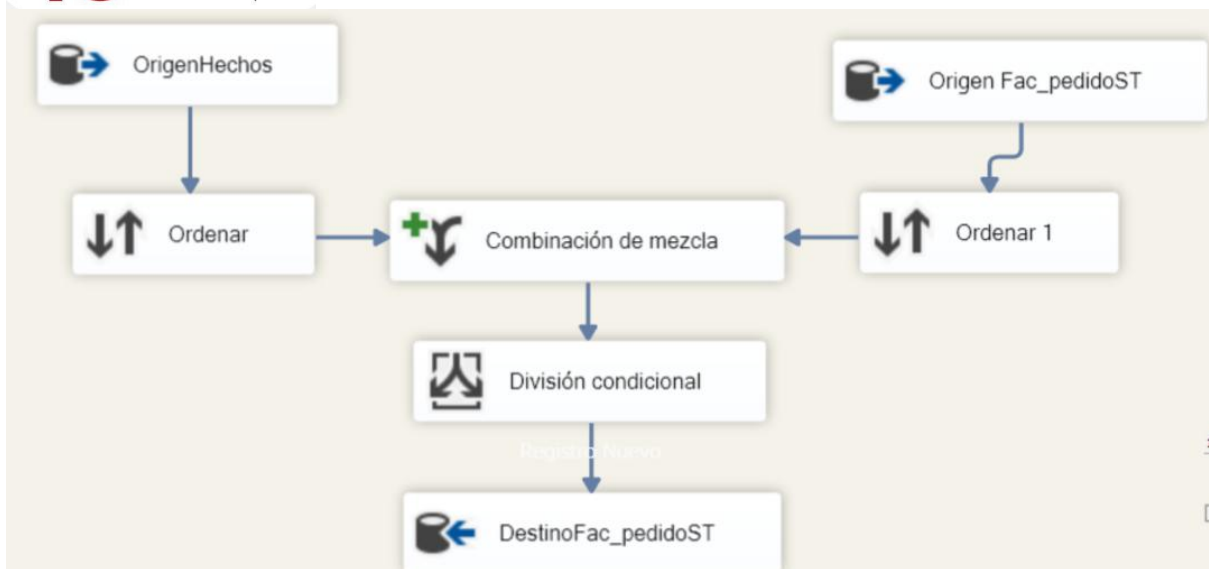 OrigenHechos
Origen Fac_pedidoST
Ordenar
Combinación de mezcla
Ordenar 1
División condicional
Registro Nuevo
DestinoFac_pedidoST